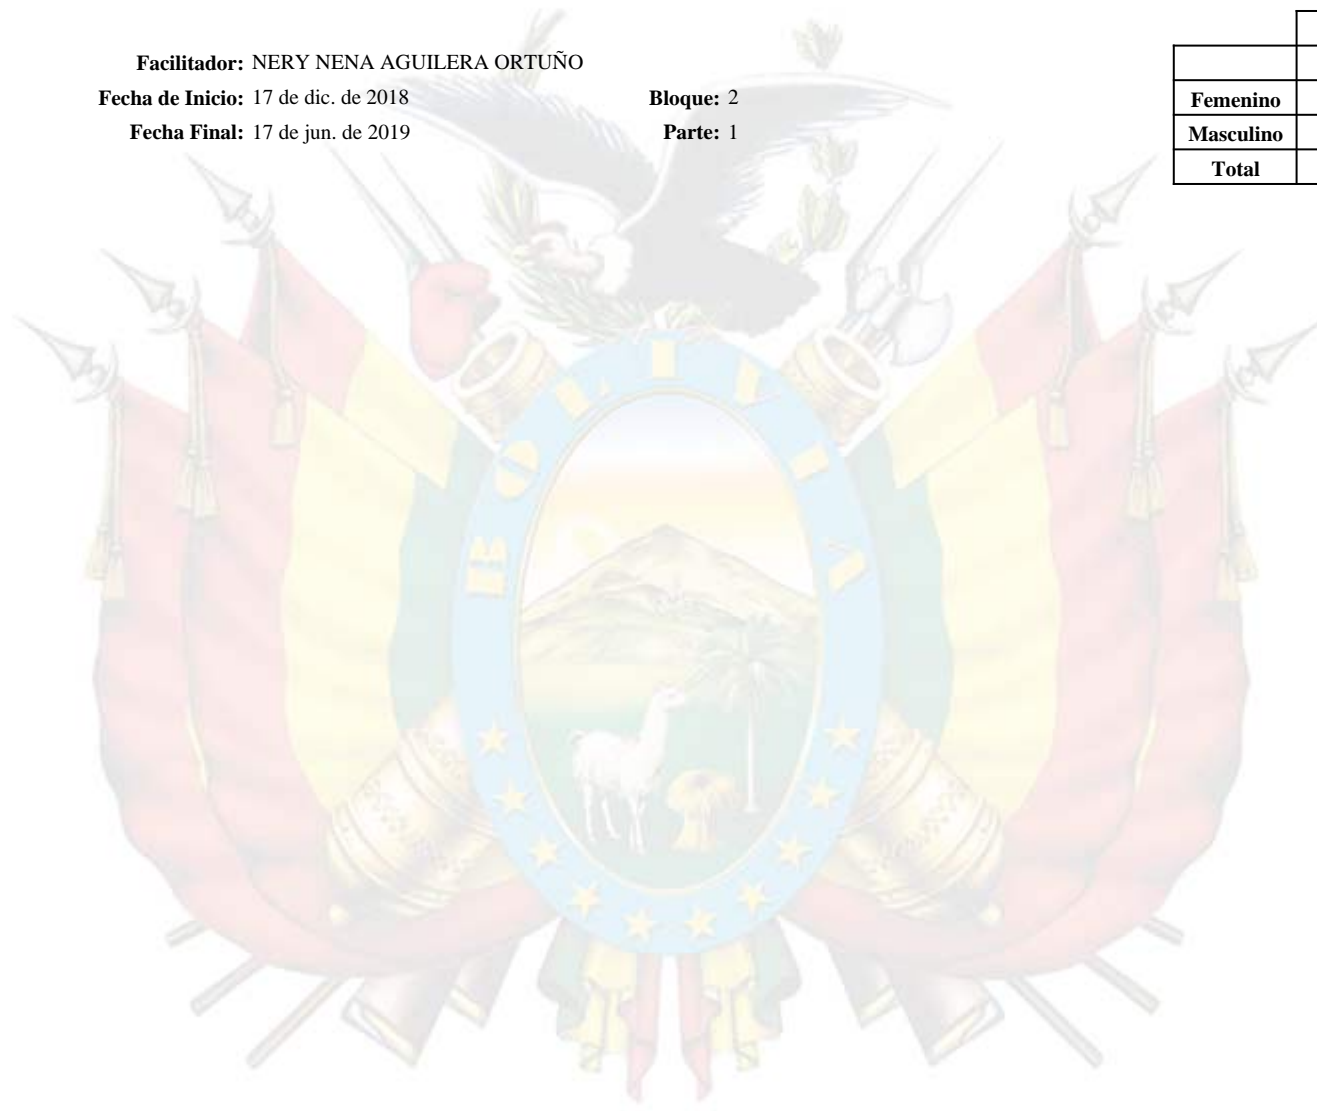 Facilitador: NERY NENA AGUILERA ORTUÑO
Fecha de Inicio: 17 de dic. de 2018 Bloque: 2
Fecha Final: 17 de jun. de 2019 Parte: 1
Femenino
Masculino
Total
BOLIVIA